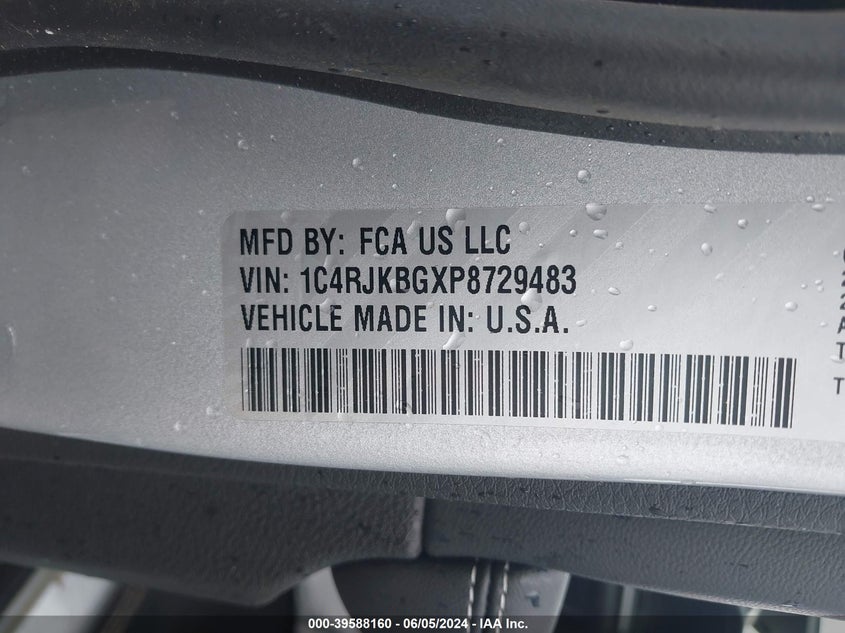 MFD BY: FCA US LLC
VIN: 1C4RJKBGXP8729483
VEHICLE MADE IN: U.S.A.
000-39588160 - 06/05/2024 - IAA Inc.